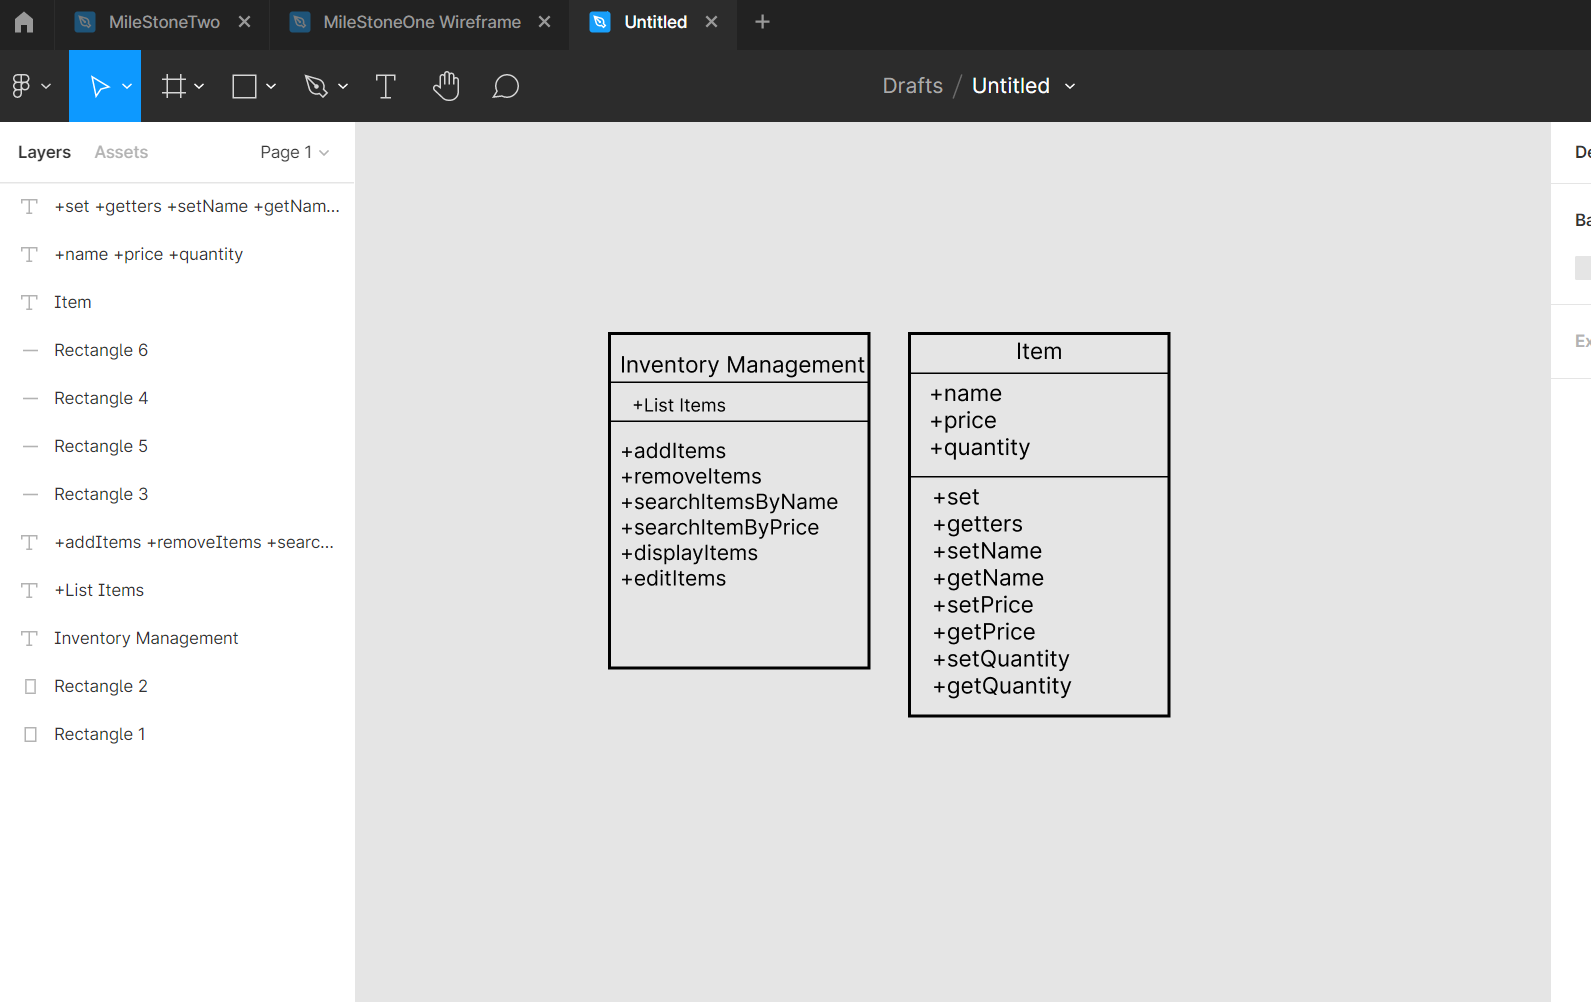 MileStoneTwo
MileStoneOne Wireframe
Untitled
Drafts / Untitled
Layers
Assets
Page 1
+set +getters +setName +getNam...
+name +price +quantity
Item
Rectangle 6
Rectangle 4
Rectangle 5
Rectangle 3
+addItems +removeItems +searc...
+List Items
Inventory Management
Rectangle 2
Rectangle 1
Inventory Management
+List Items
+addItems
+removeItems
+searchItemsByName
+searchItemByPrice
+displayItems
+editItems
Item
+name
+price
+quantity
+set
+getters
+setName
+getName
+setPrice
+getPrice
+setQuantity
+getQuantity